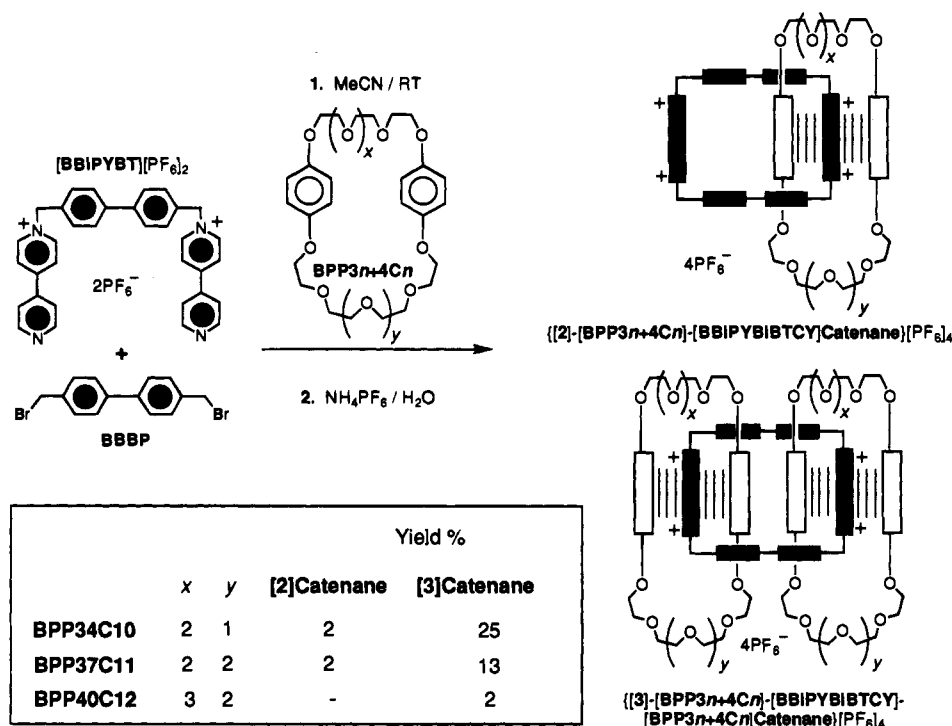 1. MeCN / RT
[BBIPYBT][PF6]2
2PF6−
+
Br
Br
BBBP
BPP3n+4Cn
2. NH4PF6 / H2O
4PF6−
{[2]-[BPP3n+4Cn]-[BBIPYBIBTCY]Catenane}[PF6]4
4PF6−
{[3]-[BPP3n+4Cn]-[BBIPYBIBTCY]-
[BPP3n+4Cn]Catenane}[PF6]4
Yield %
x y [2]Catenane [3]Catenane
BPP34C10 2 1 2 25
BPP37C11 2 2 2 13
BPP40C12 3 2 - 2